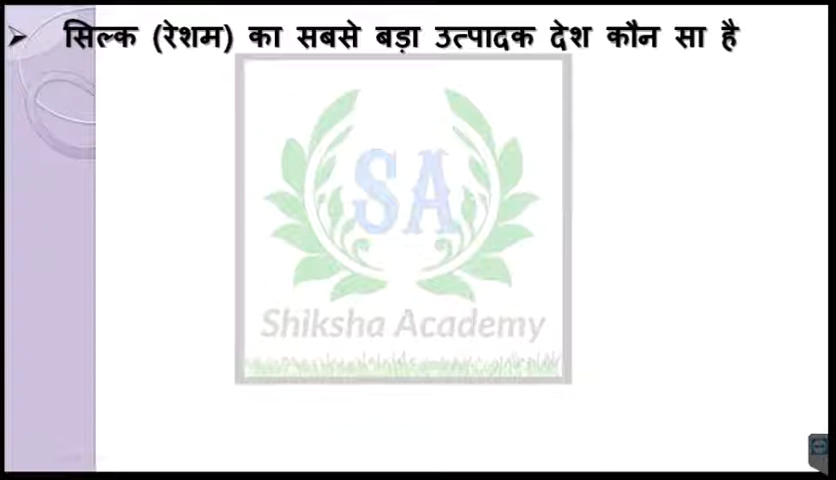 ➤ सिल्क (रेशम) का सबसे बड़ा उत्पादक देश कौन सा है
SA
Shiksha Academy